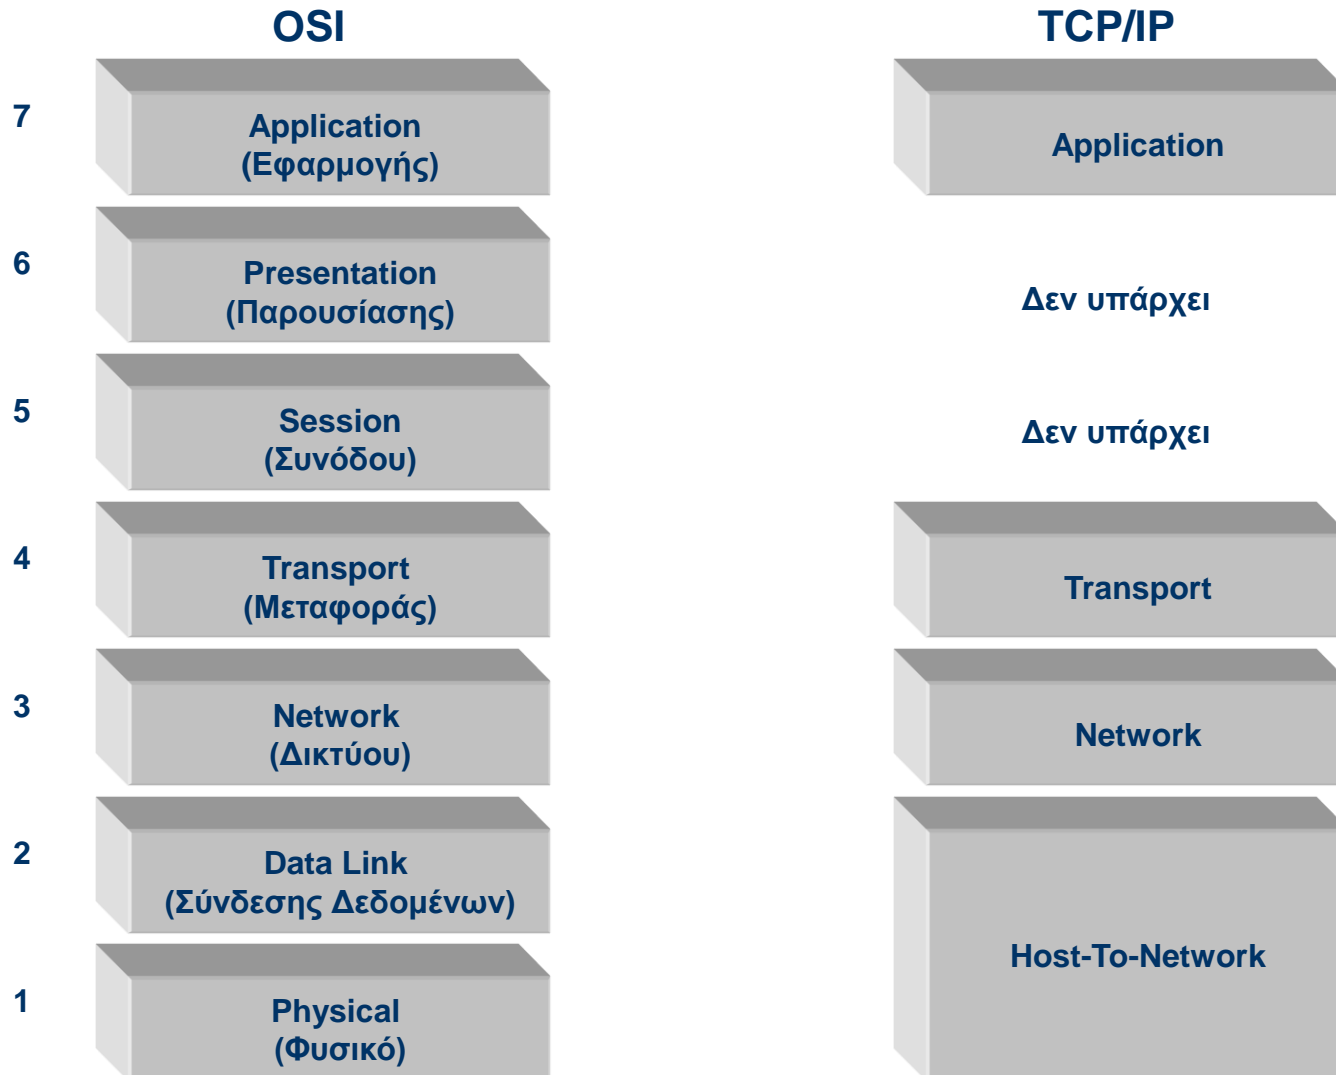 OSI
TCP/IP
7
Application
(Εφαρμογής)
Application
6
Presentation
(Παρουσίασης)
Δεν υπάρχει
5
Session
(Συνόδου)
Δεν υπάρχει
4
Transport
(Μεταφοράς)
Transport
3
Network
(Δικτύου)
Network
2
Data Link
(Σύνδεσης Δεδομένων)
Host-To-Network
1
Physical
(Φυσικό)